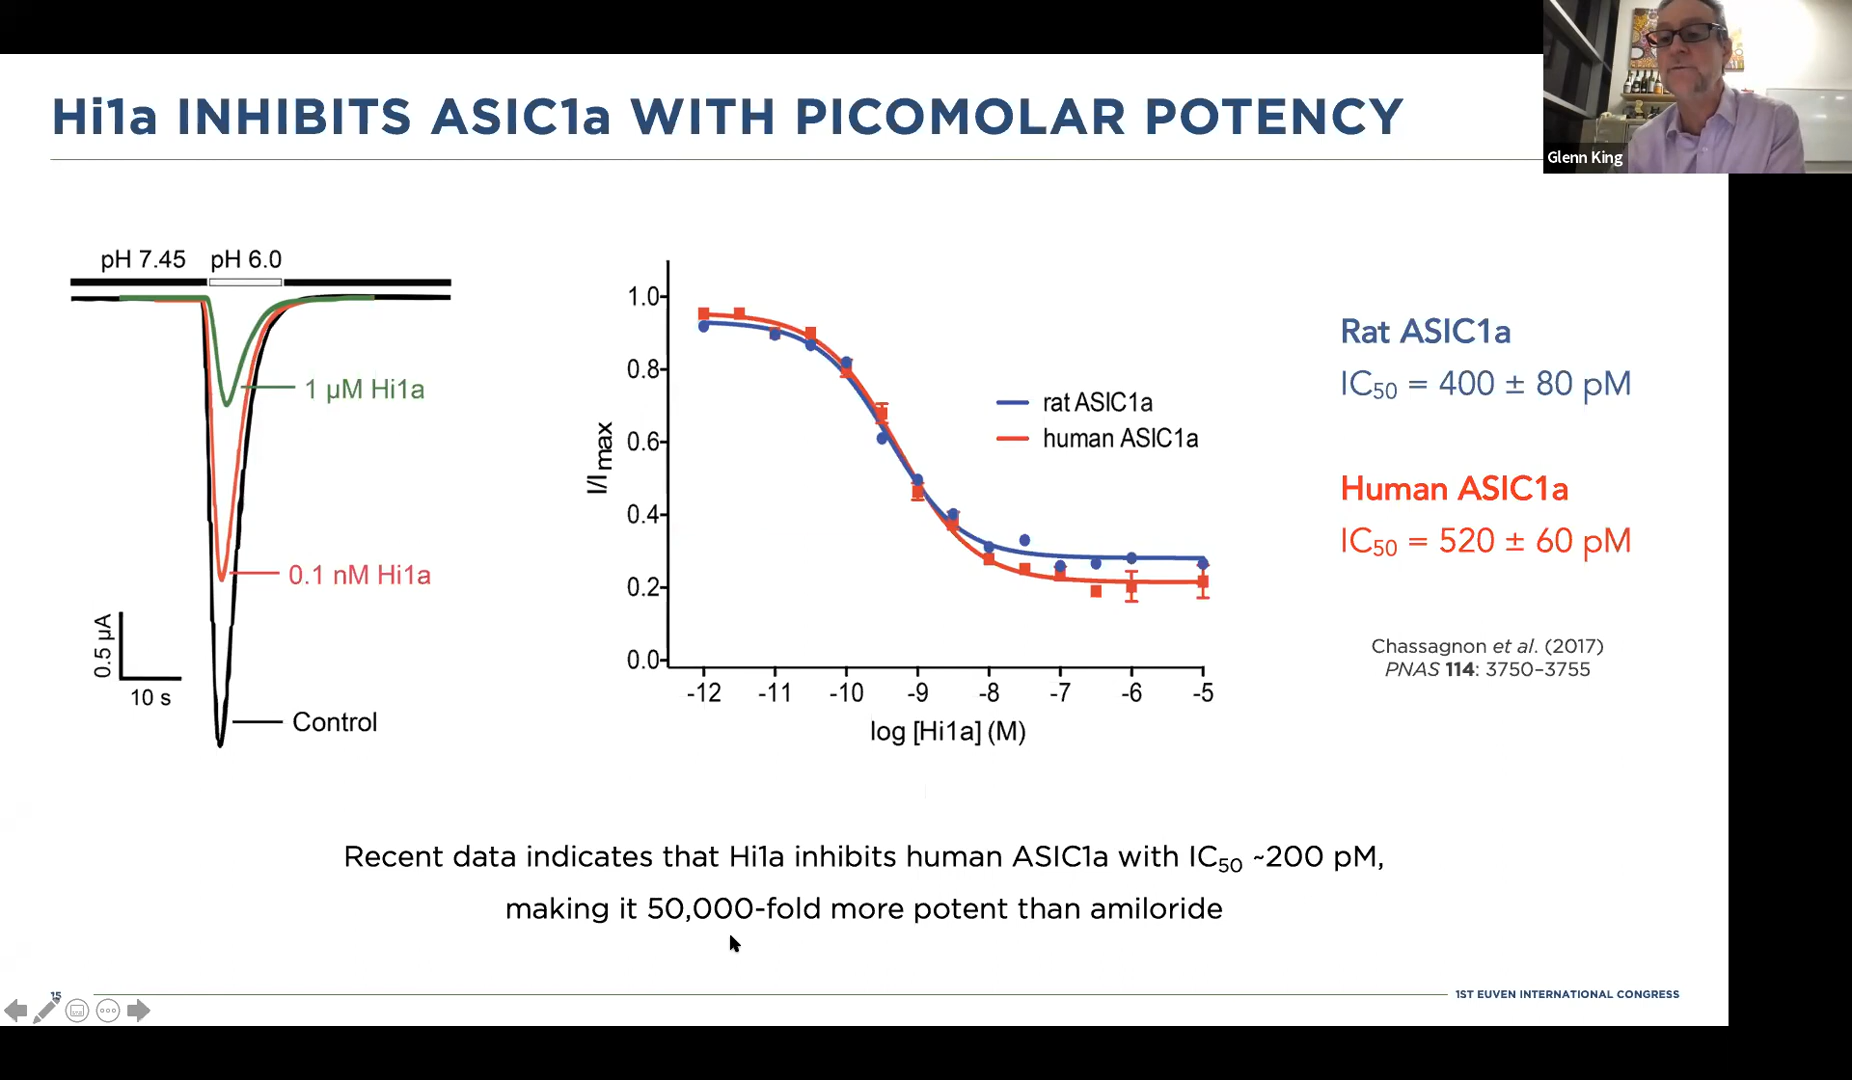 Hi1a INHIBITS ASIC1a WITH PICOMOLAR POTENCY
Glenn King
pH 7.45 pH 6.0
1 µM Hi1a
0.1 nM Hi1a
0.5 µA
10 s
Control
I/Imax
1.0
0.8
0.6
0.4
0.2
0.0
-12 -11 -10 -9 -8 -7 -6 -5
log [Hi1a] (M)
rat ASIC1a
human ASIC1a
Rat ASIC1a
IC50 = 400 ± 80 pM
Human ASIC1a
IC50 = 520 ± 60 pM
Chassagnon et al. (2017)
PNAS 114: 3750–3755
Recent data indicates that Hi1a inhibits human ASIC1a with IC50 ~200 pM,
making it 50,000-fold more potent than amiloride
15
1ST EUVEN INTERNATIONAL CONGRESS